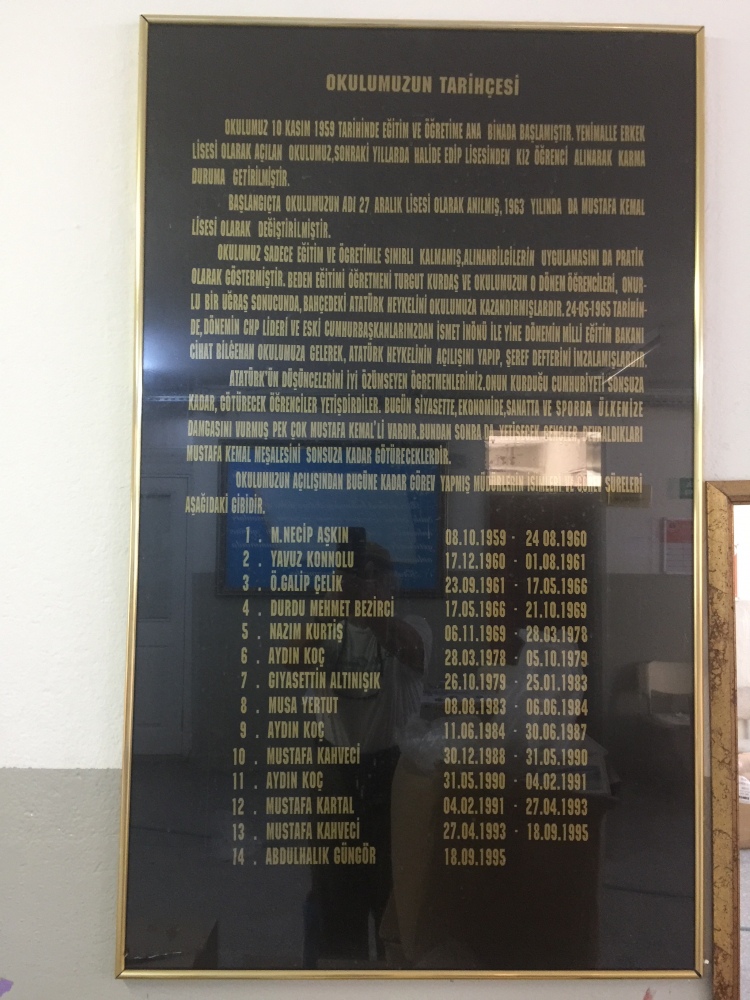 OKULUMUZUN TARİHÇESİ
OKULUMUZ 10 KASIM 1959 TARİHİNDE EĞİTİM VE ÖĞRETİME ANA BİNADA BAŞLAMIŞTIR. YENİMALLE ERKEK
LİSESİ OLARAK AÇILAN OKULUMUZ,SONRAKİ YILLARDA HALİDE EDİP LİSESİNDEN KIZ ÖĞRENCİ ALINARAK KARMA
DURUMA GETİRİLMİŞTİR.
BAŞLANGIÇTA OKULUMUZUN ADI 27 ARALIK LİSESİ OLARAK ANILMIŞ,1963 YILINDA DA MUSTAFA KEMAL
LİSESİ OLARAK DEĞİŞTİRİLMİŞTİR.
OKULUMUZ SADECE EĞİTİM VE ÖĞRETİMLE SINIRLI KALMAMIŞ,ALINANBİLGİLERİN UYGULAMASINI DA PRATİK
OLARAK GÖSTERMİŞTİR. BEDEN EĞİTİMİ ÖĞRETMENİ TURGUT KURDAŞ VE OKULUMUZUN O DÖNEN ÖĞRENCİLERİ, ONUR-
LU BİR UĞRAŞ SONUCUNDA,BAHÇEDEKİ ATATÜRK HEYKELİNİ OKULUMUZA KAZANDIRMIŞLARDIR. 24-05-1965 TARİHİN-
DE,DÖNEMİN CHP LİDERİ VE ESKİ CUMHURBAŞKANLARIMZDAN İSMET İNÖNÜ İLE YİNE DÖNEMİN MİLLİ EĞİTİM BAKANI
CİHAT BİLGEHAN OKULUMUZA GELEREK, ATATÜRK HEYKELİNİN AÇILIŞINI YAPIP, ŞEREF DEFTERİNİ İMZALAMIŞLARDIR.
ATATÜRK'ÜN DÜŞÜNCELERİNİ İYİ ÖZÜMSEYEN ÖĞRETMENLERİMİZ.ONUN KURDUĞU CUMHURİYETİ SONSUZA
KADAR, GÖTÜRECEK ÖĞRENCİLER YETİŞDİRDİLER. BUGÜN SİYASETTE,EKONOMİDE,SANATTA VE SPORDA ÜLKEMİZE
DAMGASINI VURMUŞ PEK ÇOK MUSTAFA KEMAL'Lİ VARDIR.BUNDAN SONRA DA YETİŞECEK
MUSTAFA KEMAL MEŞALESİNİ SONSUZA KADAR GÖTÜRECEKLERDİR.
OKULUMUZUN AÇILIŞINDAN BUGÜNE KADAR GÖREV YAPMIŞ MÜDÜRLERİN İSİMLERİ VE GÖREV SÜRELERİ
AŞAĞIDAKİ GİBİDİR.
1 . M.NECİP AŞKIN 08.10.1959 - 24 08.1960
2 . YAVUZ KONNOLU 17.12.1960 - 01.08.1961
3 . Ö.GALİP ÇELİK 23.09.1961 - 17.05.1966
4 . DURDU MEHMET BEZİRCİ 17.05.1966 - 21.10.1969
5 . NAZIM KURTİŞ 06.11.1969 - 28.03.1978
6 . AYDIN KOÇ 28.03.1978 - 05.10.1979
7 . GIYASETTİN ALTINIŞIK 26.10.1979 - 25.01.1983
8 . MUSA YERTUT 08.08.1983 - 06.06.1984
9 . AYDIN KOÇ 11.06.1984 - 30.06.1987
10 . MUSTAFA KAHVECİ 30.12.1988 - 31.05.1990
11 . AYDIN KOÇ 31.05.1990 - 04.02.1991
12 . MUSTAFA KARTAL 04.02.1991 - 27.04.1993
13 . MUSTAFA KAHVECİ 27.04.1993 - 18.09.1995
14 . ABDULHALIK GÜNGÖR 18.09.1995